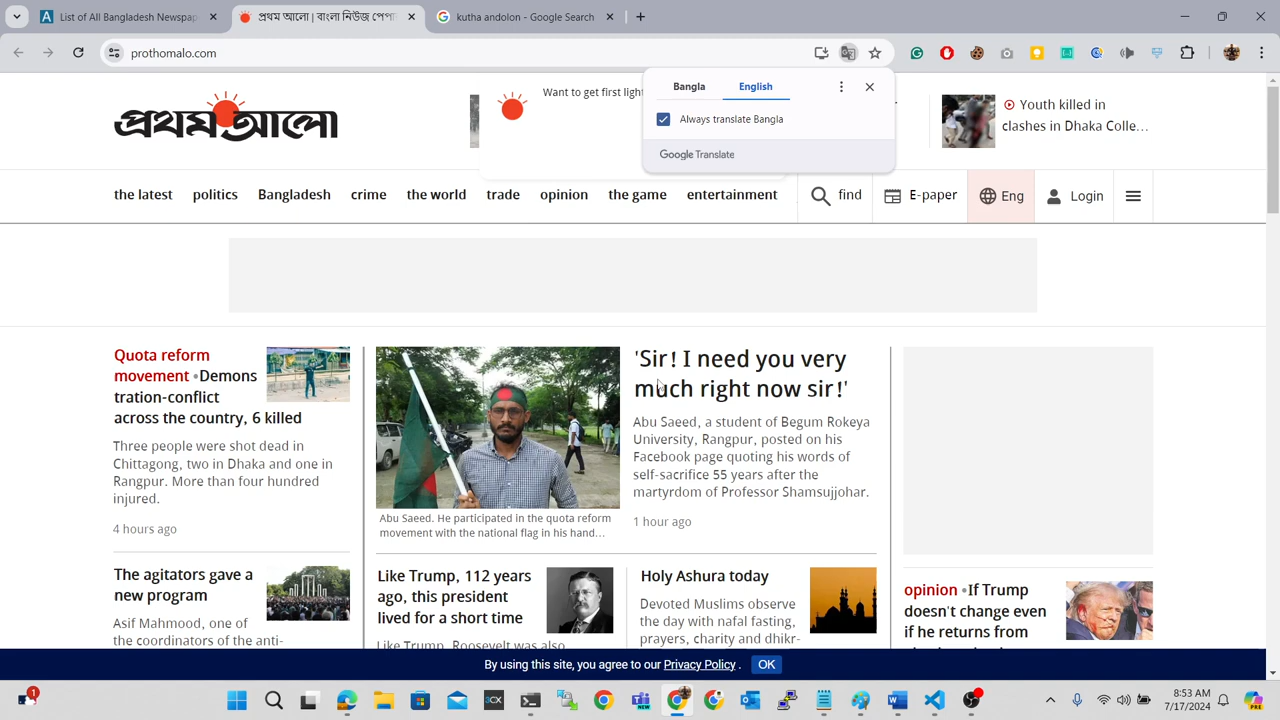 List of All Bangladesh Newspap
প্রথম আলো | বাংলা নিউজ পেপা
kutha andolon - Google Search
prothomalo.com
Bangla
English
Always translate Bangla
Google Translate
প্রথম আলো
Want to get first light
Youth killed in
clashes in Dhaka Colle...
the latest
politics
Bangladesh
crime
the world
trade
opinion
the game
entertainment
find
E-paper
Eng
Login
Quota reform
movement •Demons
tration-conflict
across the country, 6 killed
Three people were shot dead in
Chittagong, two in Dhaka and one in
Rangpur. More than four hundred
injured.
4 hours ago
The agitators gave a
new program
Asif Mahmood, one of
the coordinators of the anti-
Abu Saeed. He participated in the quota reform
movement with the national flag in his hand...
'Sir! I need you very
much right now sir!'
Abu Saeed, a student of Begum Rokeya
University, Rangpur, posted on his
Facebook page quoting his words of
self-sacrifice 55 years after the
martyrdom of Professor Shamsujjohar.
1 hour ago
Like Trump, 112 years
ago, this president
lived for a short time
Like Trump, Roosevelt was also
Holy Ashura today
Devoted Muslims observe
the day with nafal fasting,
prayers, charity and dhikr-
opinion •If Trump
doesn't change even
if he returns from
By using this site, you agree to our Privacy Policy .
OK
1
3CX
NEW
8:53 AM
7/17/2024
PRE